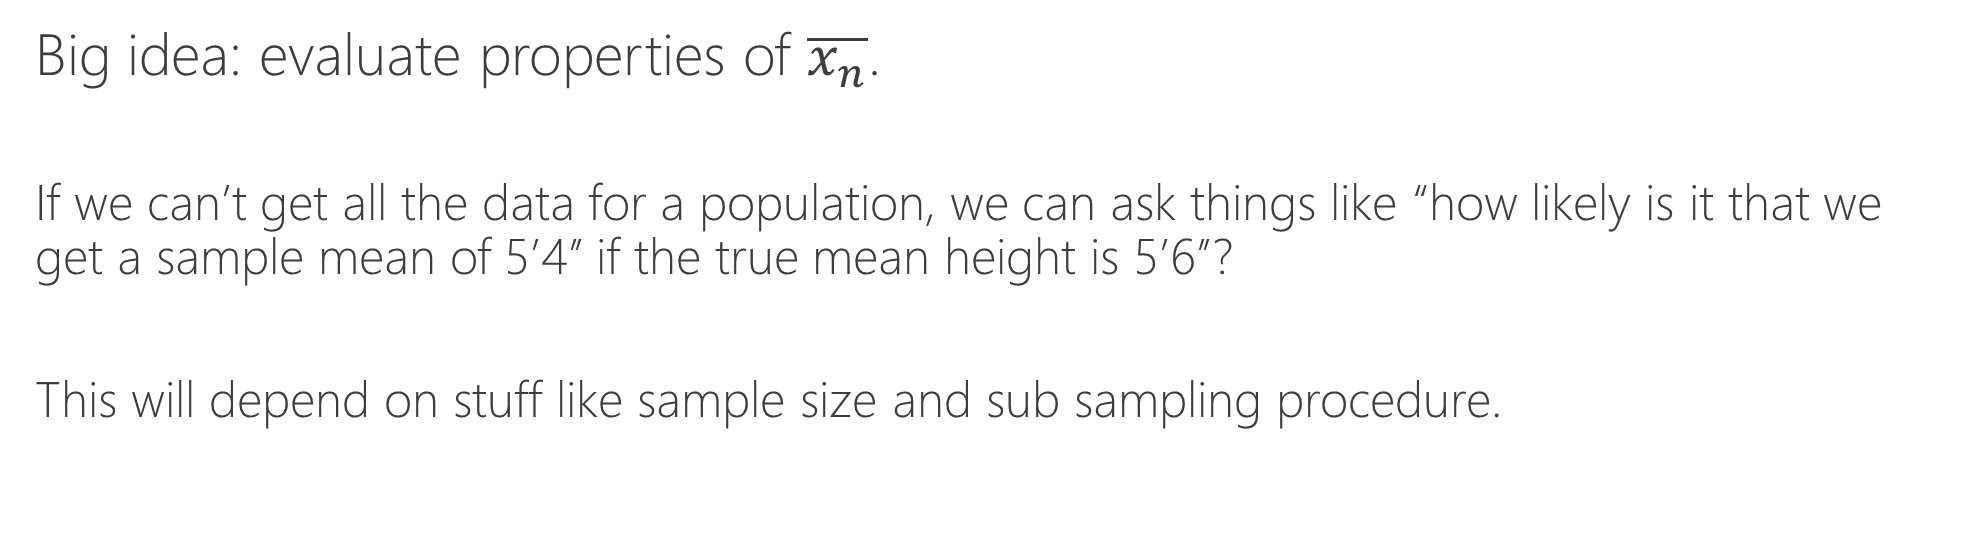 Big idea: evaluate properties of $\overline{x_n}$.
If we can’t get all the data for a population, we can ask things like “how likely is it that we
get a sample mean of 5’4” if the true mean height is 5’6”?
This will depend on stuff like sample size and sub sampling procedure.